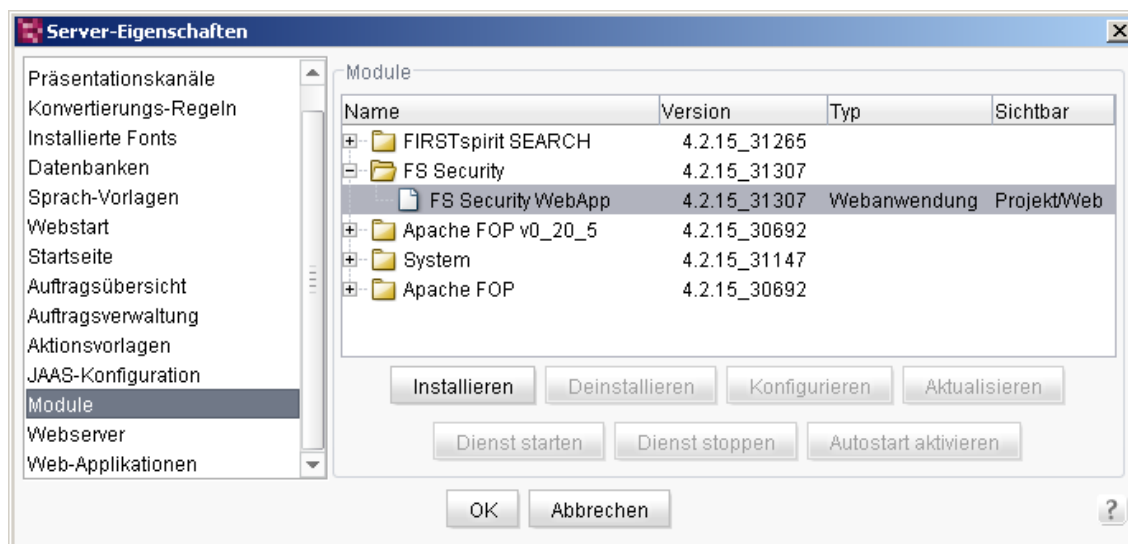 Server-Eigenschaften
Präsentationskanäle
Konvertierungs-Regeln
Installierte Fonts
Datenbanken
Sprach-Vorlagen
Webstart
Startseite
Auftragsübersicht
Auftragsverwaltung
Aktionsvorlagen
JAAS-Konfiguration
Module
Webserver
Web-Applikationen
Module
Name Version Typ Sichtbar
FIRSTspirit SEARCH 4.2.15_31265
FS Security 4.2.15_31307
FS Security WebApp 4.2.15_31307 Webanwendung Projekt/Web
Apache FOP v0_20_5 4.2.15_30692
System 4.2.15_31147
Apache FOP 4.2.15_30692
Installieren Deinstallieren Konfigurieren Aktualisieren
Dienst starten Dienst stoppen Autostart aktivieren
OK Abbrechen ?